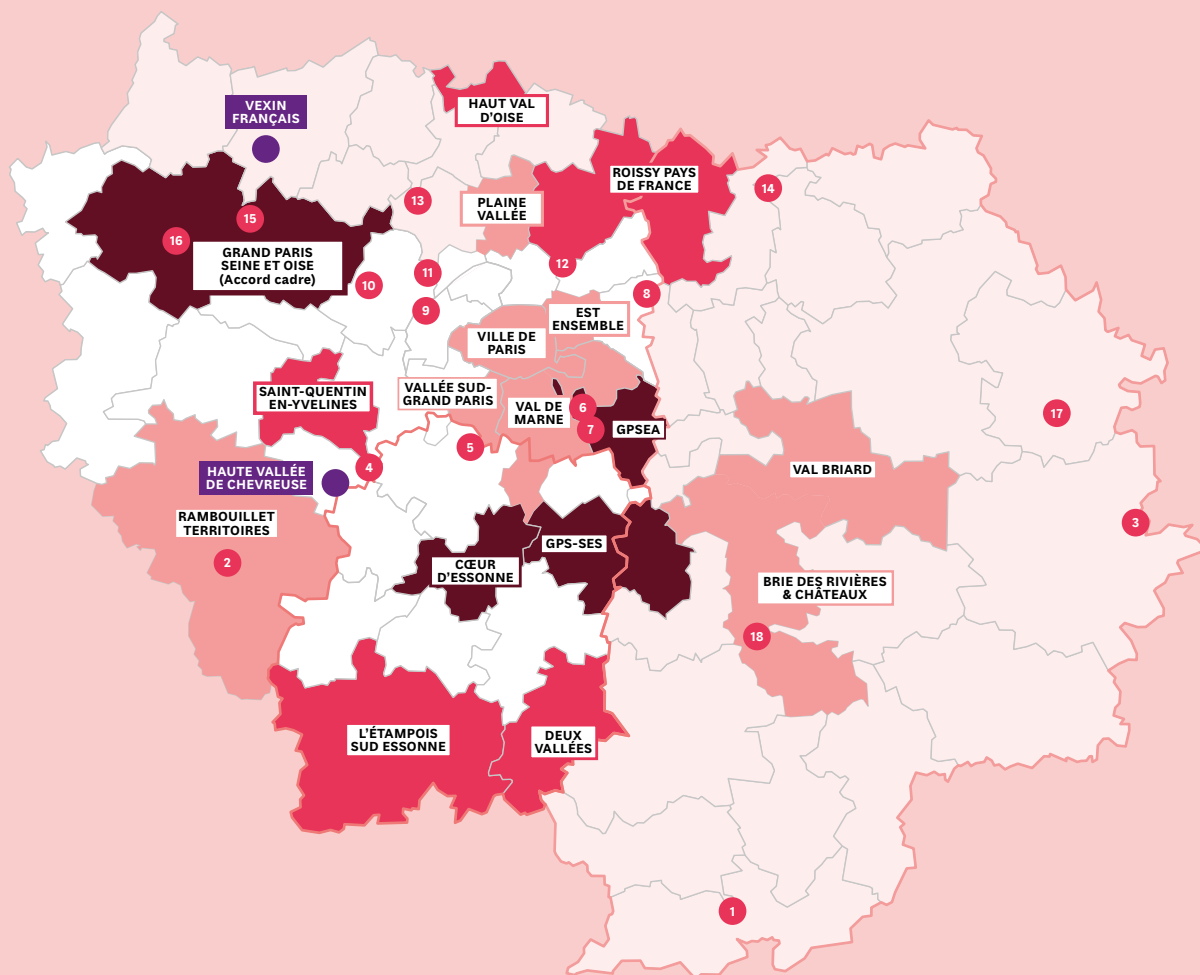 HAUT VAL
D'OISE
VEXIN
FRANÇAIS
ROISSY PAYS
DE FRANCE
14
13
PLAINE
VALLÉE
15
16
GRAND PARIS
SEINE ET OISE
(Accord cadre)
12
11
10
8
9
EST
ENSEMBLE
VILLE DE
PARIS
SAINT-QUENTIN
EN-YVELINES
VALLÉE SUD-
GRAND PARIS
VAL DE
MARNE
6
7
GPSEA
17
5
4
HAUTE VALLÉE
DE CHEVREUSE
VAL BRIARD
RAMBOUILLET
TERRITOIRES
3
GPS-SES
2
CŒUR
D'ESSONNE
BRIE DES RIVIÈRES
& CHÂTEAUX
18
L'ÉTAMPOIS
SUD ESSONNE
DEUX
VALLÉES
1